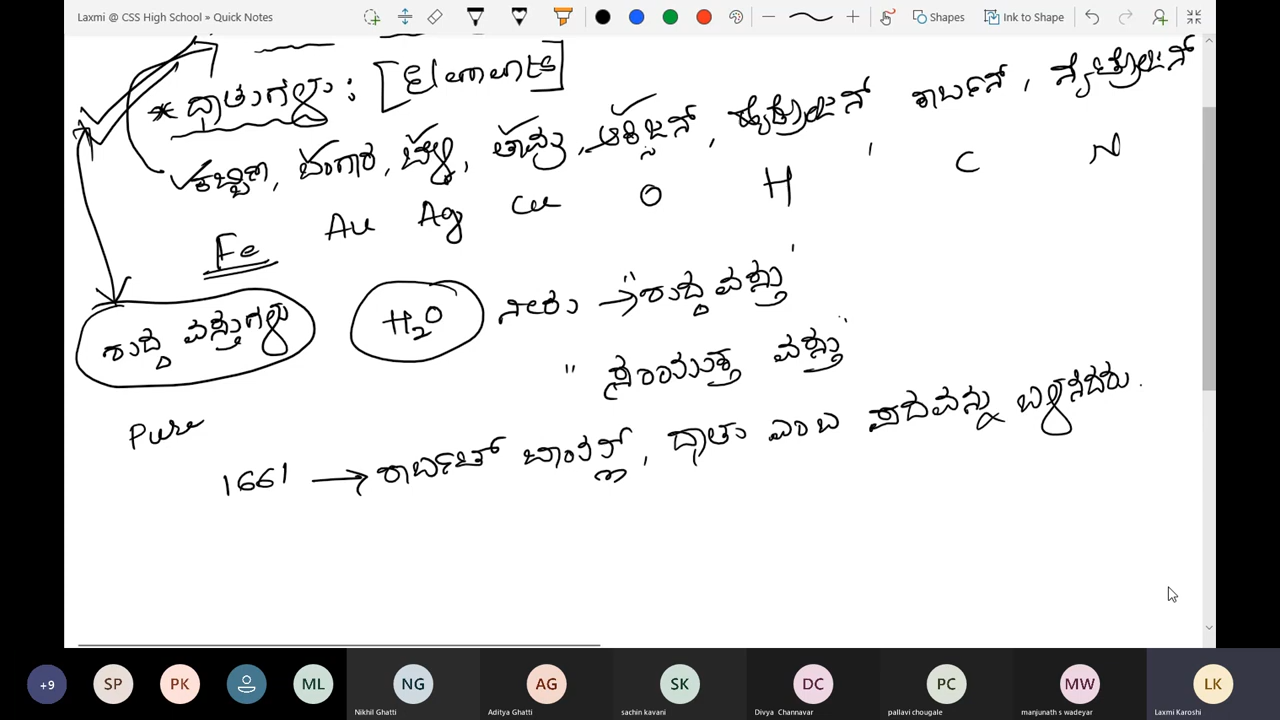 Laxmi @ CSS High School » Quick Notes
Shapes Ink to Shape
* ಧಾತುಗಳು : [Elements]
ಕಬ್ಬಿಣ, ಬಂಗಾರ, ಬೆಳ್ಳಿ, ತಾಮ್ರ, ಆಕ್ಸಿಜನ್, ಹೈಡ್ರೋಜನ್, ಕಾರ್ಬನ್, ನೈಟ್ರೋಜನ್
Fe Au Ag Cu O H C N
ಶುದ್ಧ ವಸ್ತುಗಳು H₂O ನೀರು → "ಶುದ್ಧ ವಸ್ತು"
" ಸಂಯುಕ್ತ ವಸ್ತು "
Pure
1661 → ರಾರ್ಬಟ್ ಬಾಯ್ಲ್, ಧಾತು ಎಂಬ ಪದವನ್ನು ಬಳಸಿದರು.
+9 SP PK ML NG AG SK DC PC MW LK
Nikhil Ghatti Aditya Ghatti sachin kavani Divya Channavar pallavi chougale manjunath s wadeyar Laxmi Karoshi